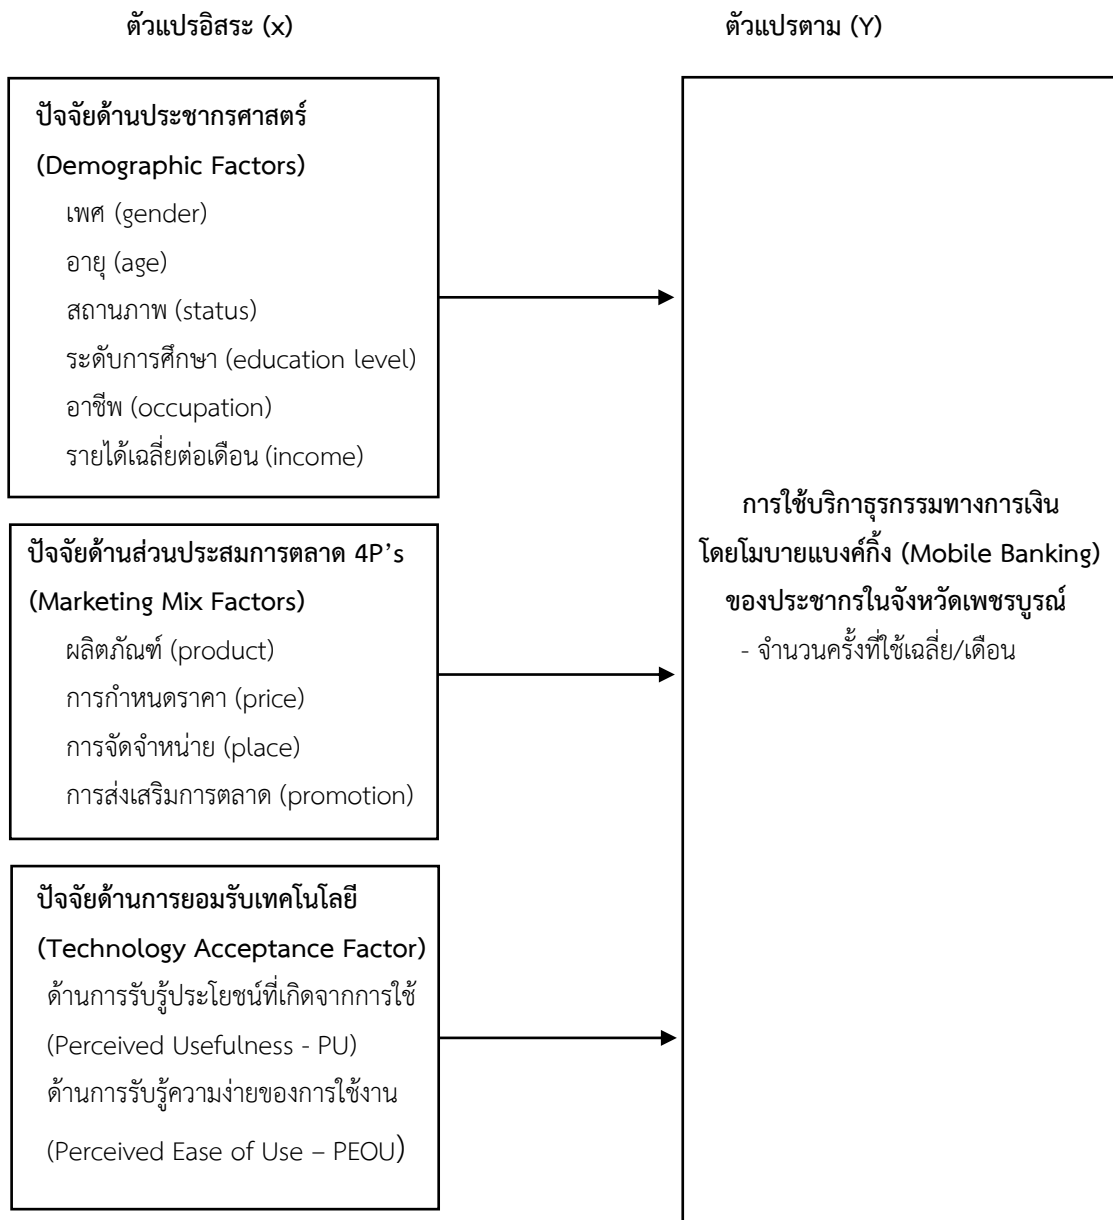 ตัวแปรอิสระ (x)
ตัวแปรตาม (Y)
ปัจจัยด้านประชากรศาสตร์
(Demographic Factors)
เพศ (gender)
อายุ (age)
สถานภาพ (status)
ระดับการศึกษา (education level)
อาชีพ (occupation)
รายได้เฉลี่ยต่อเดือน (income)
ปัจจัยด้านส่วนประสมการตลาด 4P’s
(Marketing Mix Factors)
ผลิตภัณฑ์ (product)
การกำหนดราคา (price)
การจัดจำหน่าย (place)
การส่งเสริมการตลาด (promotion)
ปัจจัยด้านการยอมรับเทคโนโลยี
(Technology Acceptance Factor)
ด้านการรับรู้ประโยชน์ที่เกิดจากการใช้
(Perceived Usefulness - PU)
ด้านการรับรู้ความง่ายของการใช้งาน
(Perceived Ease of Use – PEOU)
การใช้บริการุรกรรมทางการเงิน
โดยโมบายแบงค์กิ้ง (Mobile Banking)
ของประชากรในจังหวัดเพชรบูรณ์
- จำนวนครั้งที่ใช้เฉลี่ย/เดือน